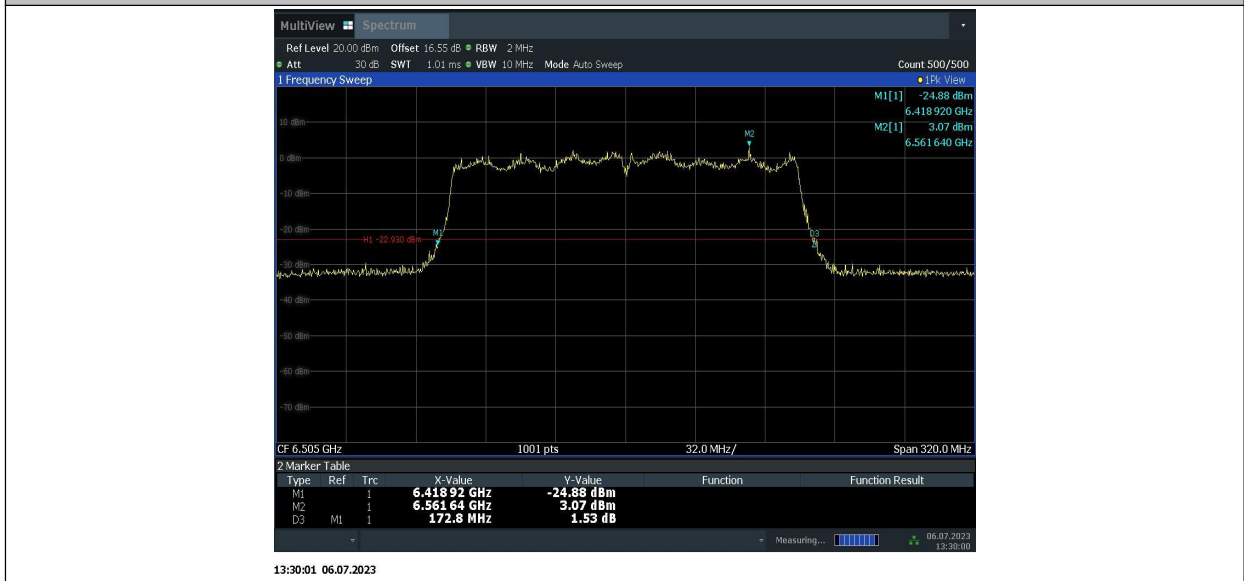 MultiView Spectrum
Ref Level 20.00 dBm Offset 16.55 dB RBW 2 MHz
Att 30 dB SWT 1.01 ms VBW 10 MHz Mode Auto Sweep Count 500/500
1 Frequency Sweep 1Pk View
M1[1] -24.88 dBm
6.418 920 GHz
10 dBm
M2[1] 3.07 dBm
M2
6.561 640 GHz
0 dBm
-10 dBm
-20 dBm
M1
D3
H1 -22.930 dBm
-30 dBm
-40 dBm
-50 dBm
-60 dBm
-70 dBm
CF 6.505 GHz 1001 pts 32.0 MHz/ Span 320.0 MHz
2 Marker Table
Type Ref Trc X-Value Y-Value Function Function Result
M1 1 6.418 92 GHz -24.88 dBm
M2 1 6.561 64 GHz 3.07 dBm
D3 M1 1 172.8 MHz 1.53 dB
Measuring... 06.07.2023
13:30:00
13:30:01 06.07.2023